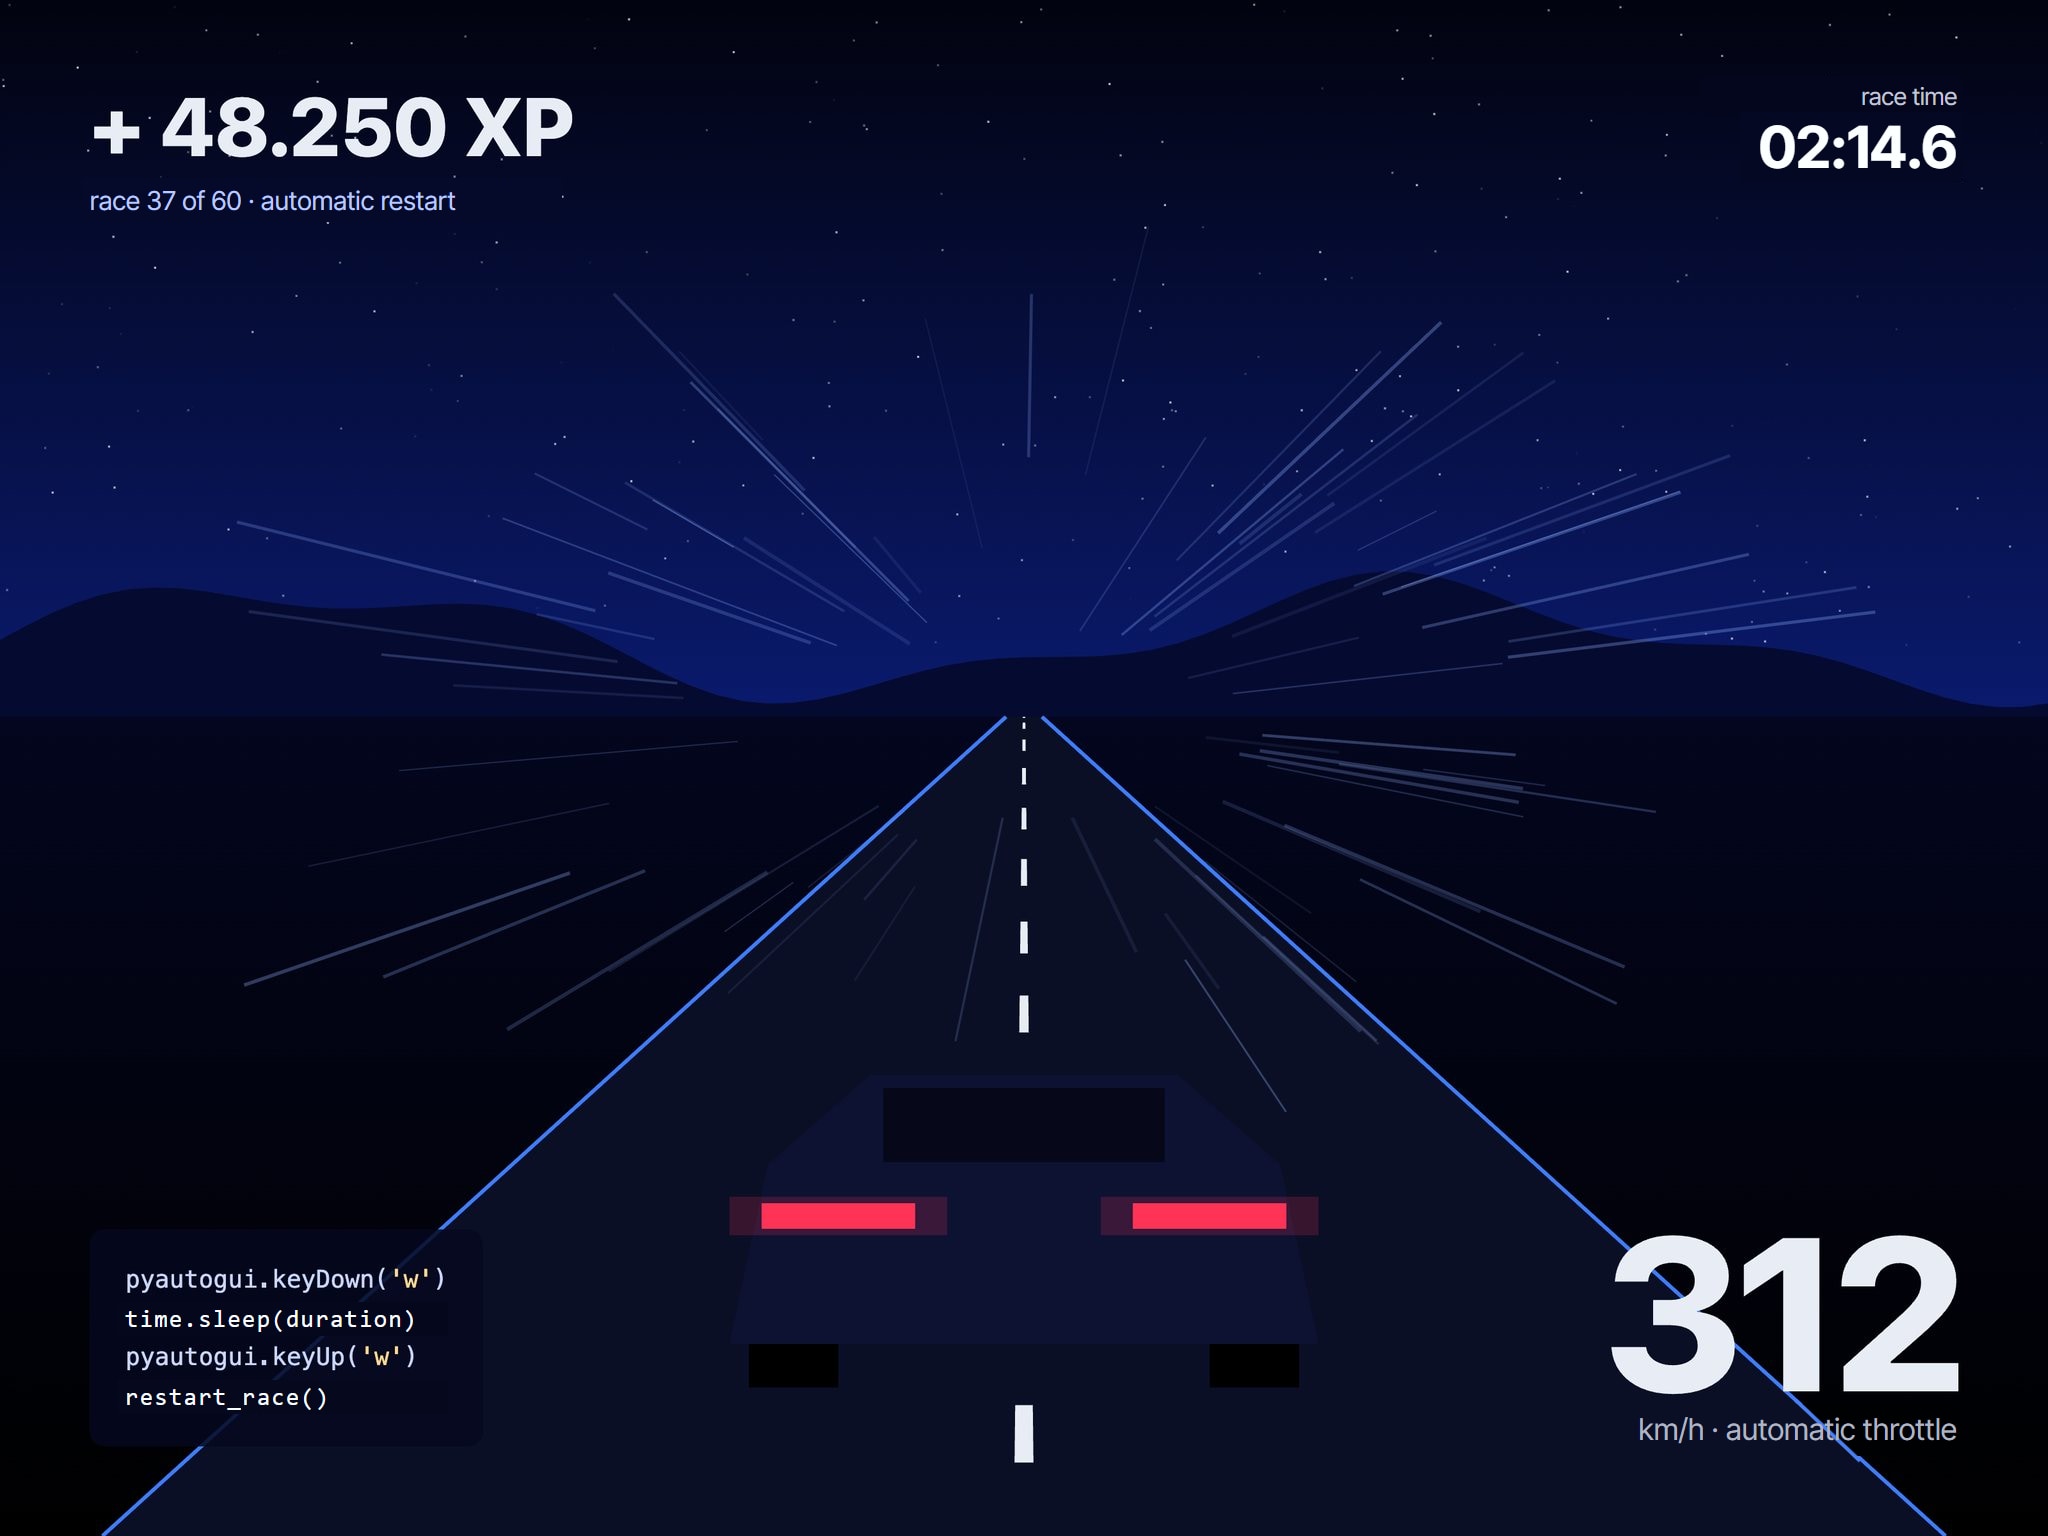 + 48.250 XP
race 37 of 60 · automatic restart
race time
02:14.6
pyautogui.keyDown('w')
time.sleep(duration)
pyautogui.keyUp('w')
restart_race()
312
km/h · automatic throttle